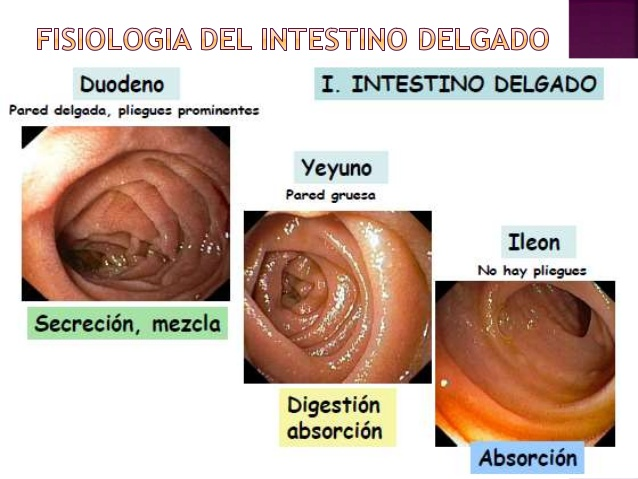 FISIOLOGIA DEL INTESTINO DELGADO
Duodeno
I. INTESTINO DELGADO
Pared delgada, pliegues prominentes
Yeyuno
Pared gruesa
Ileon
No hay pliegues
Secreción, mezcla
Digestión
absorción
Absorción